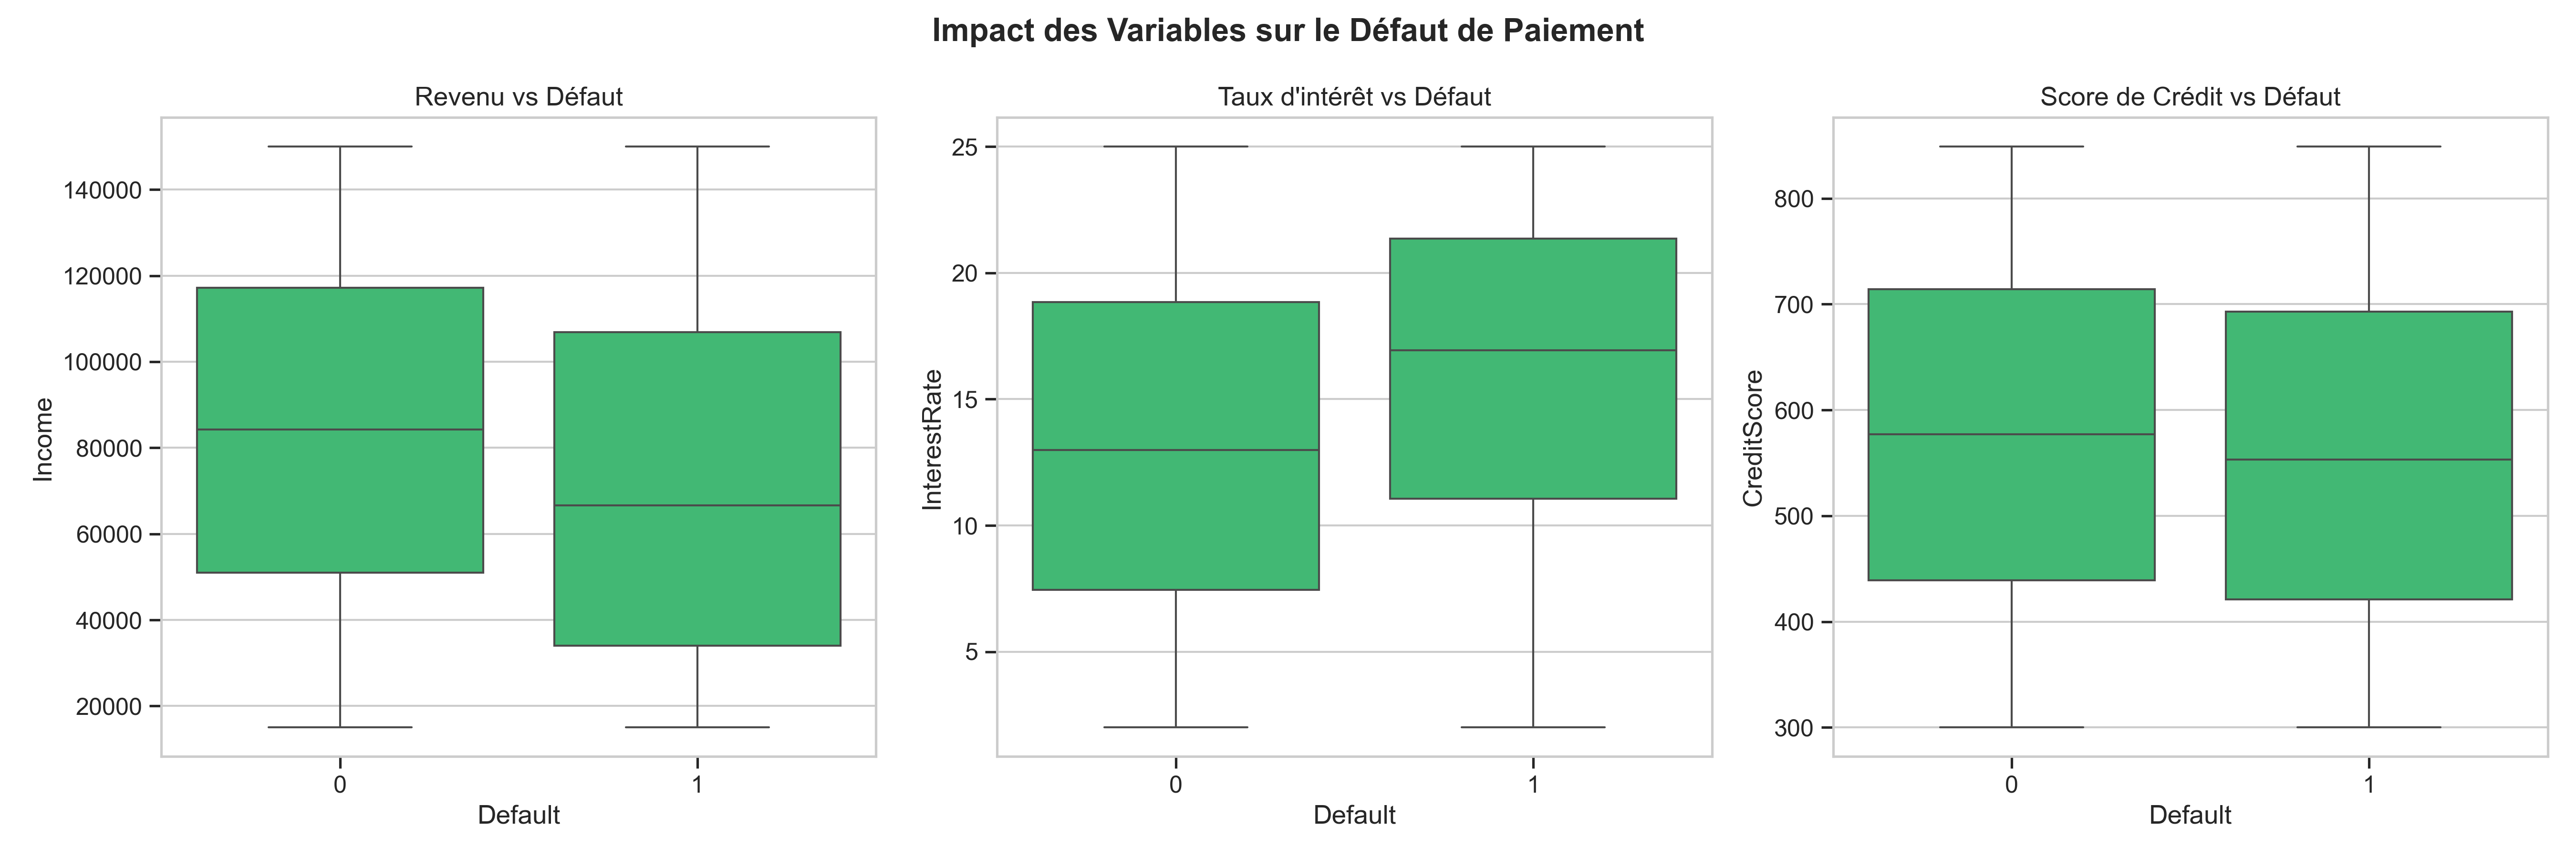 Impact des Variables sur le Défaut de Paiement
Revenu vs Défaut
Income
140000
120000
100000
80000
60000
40000
20000
0 1
Default
Taux d'intérêt vs Défaut
InterestRate
25
20
15
10
5
0 1
Default
Score de Crédit vs Défaut
CreditScore
800
700
600
500
400
300
0 1
Default